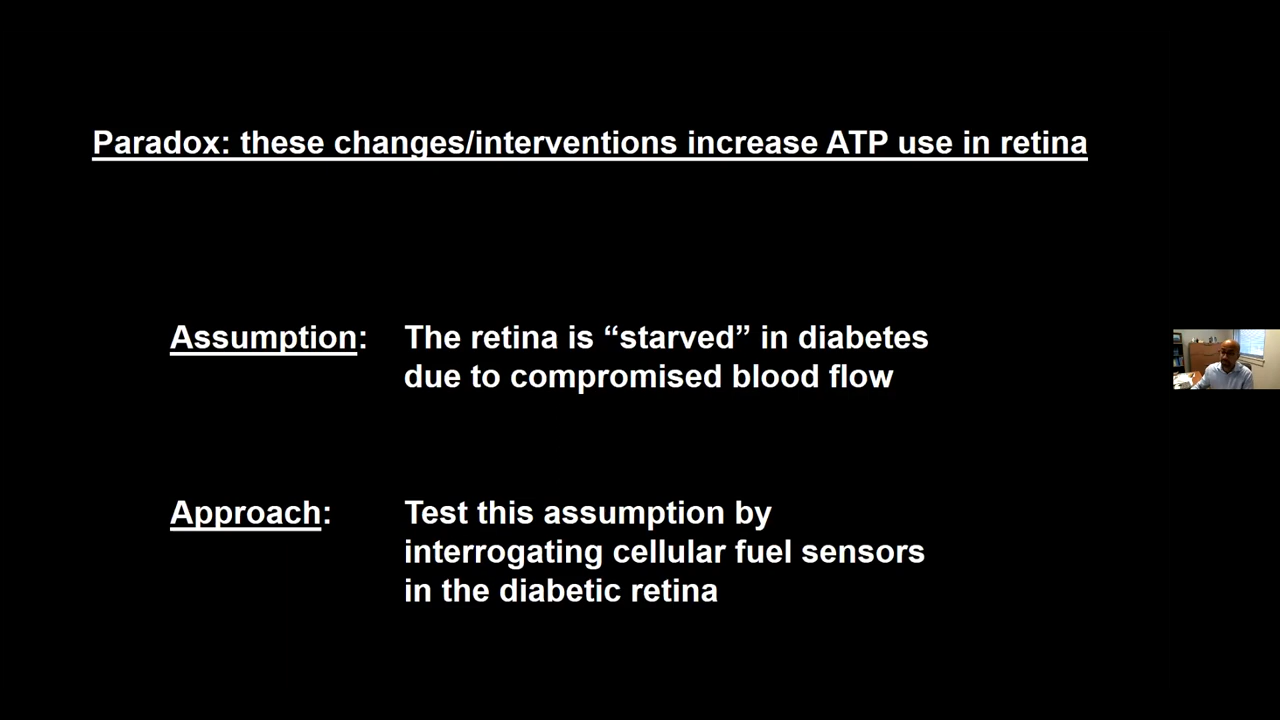 Paradox: these changes/interventions increase ATP use in retina
Assumption: The retina is “starved” in diabetes
due to compromised blood flow
Approach: Test this assumption by
interrogating cellular fuel sensors
in the diabetic retina